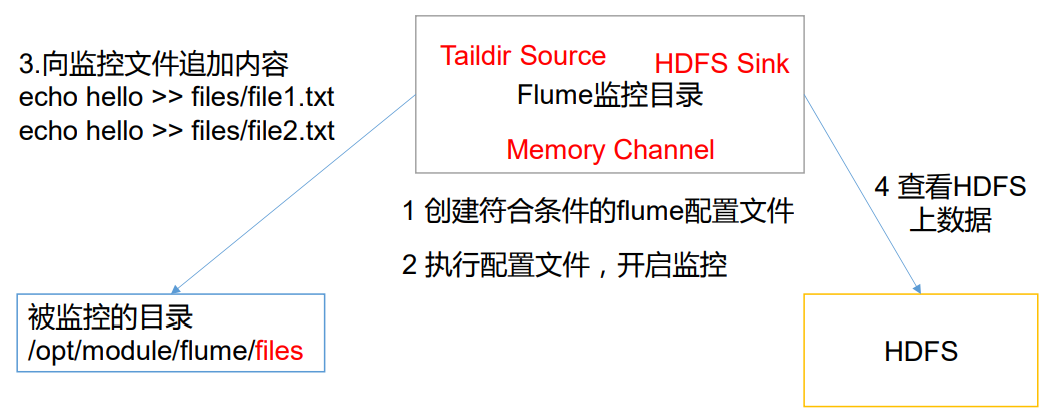 3.向监控文件追加内容
echo hello >> files/file1.txt
echo hello >> files/file2.txt
Taildir Source
HDFS Sink
Flume监控目录
Memory Channel
1 创建符合条件的flume配置文件
2 执行配置文件，开启监控
4 查看HDFS
上数据
被监控的目录
/opt/module/flume/files
HDFS